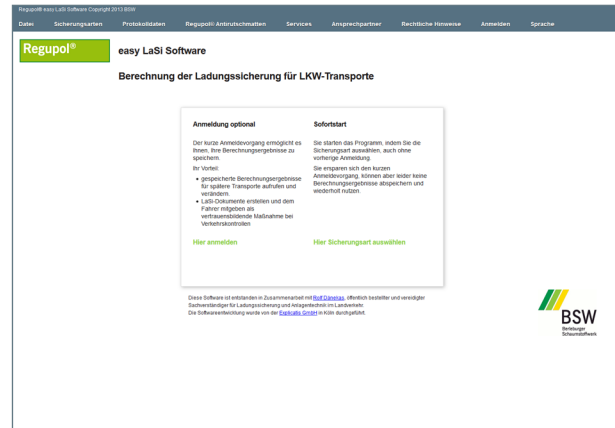 Regupol® easy LaSi Software Copyright 2013 BSW
Datei Sicherungsarten Protokolldaten Regupol® Antirutschmatten Services Ansprechpartner Rechtliche Hinweise Anmelden Sprache
Regupol®
easy LaSi Software
Berechnung der Ladungssicherung für LKW-Transporte
Anmeldung optional
Der kurze Anmeldevorgang ermöglicht es
Ihnen, Ihre Berechnungsergebnisse zu
speichern.
Ihr Vorteil:
• gespeicherte Berechnungsergebnisse
für spätere Transporte aufrufen und
verändern.
• LaSi-Dokumente erstellen und dem
Fahrer mitgeben als
vertrauensbildende Maßnahme bei
Verkehrskontrollen
Hier anmelden
Sofortstart
Sie starten das Programm, indem Sie die
Sicherungsart auswählen, auch ohne
vorherige Anmeldung.
Sie ersparen sich den kurzen
Anmeldevorgang, können aber leider keine
Berechnungsergebnisse abspeichern und
wiederholt nutzen.
Hier Sicherungsart auswählen
Diese Software ist entstanden in Zusammenarbeit mit Rolf Dänekas, öffentlich bestellter und vereidigter
Sachverständiger für Ladungssicherung und Anlagentechnik im Landverkehr.
Die Softwareentwicklung wurde von der Explicatis GmbH in Köln durchgeführt.
BSW
Berleburger
Schaumstoffwerk